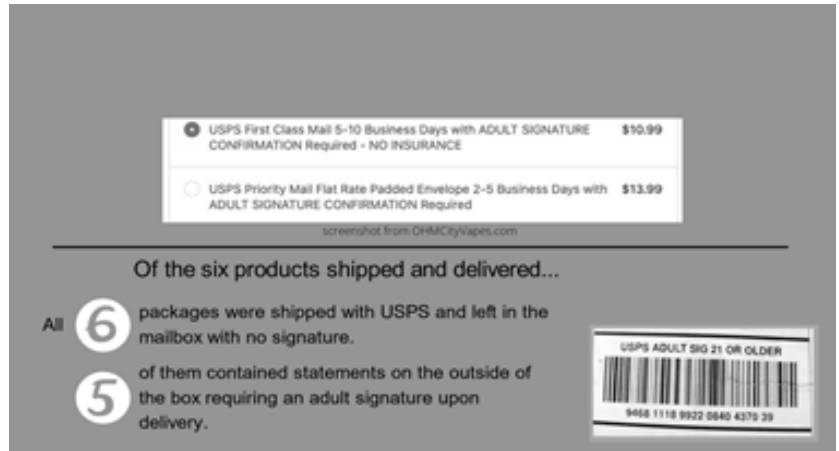 USPS First Class Mail 5-10 Business Days with ADULT SIGNATURE $10.99
CONFIRMATION Required - NO INSURANCE
USPS Priority Mail Flat Rate Padded Envelope 2-5 Business Days with $13.99
ADULT SIGNATURE CONFIRMATION Required
screenshot from OHMCityVapes.com
Of the six products shipped and delivered...
All 6 packages were shipped with USPS and left in the
mailbox with no signature.
5 of them contained statements on the outside of
the box requiring an adult signature upon
delivery.
USPS ADULT SIG 21 OR OLDER
9468 1118 9922 0840 4370 39